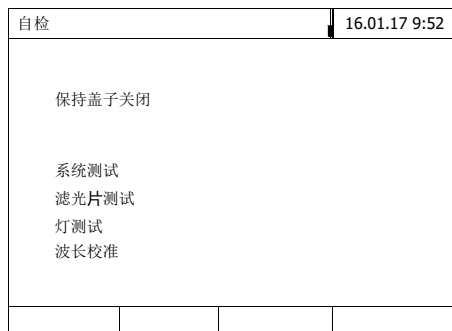 自检 16.01.17 9:52
保持盖子关闭
系统测试
滤光片测试
灯测试
波长校准